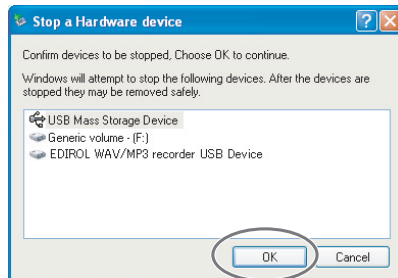 Stop a Hardware device
Confirm devices to be stopped, Choose OK to continue.
Windows will attempt to stop the following devices. After the devices are
stopped they may be removed safely.
USB Mass Storage Device
Generic volume - (F:)
EDIROL WAV/MP3 recorder USB Device
OK
Cancel